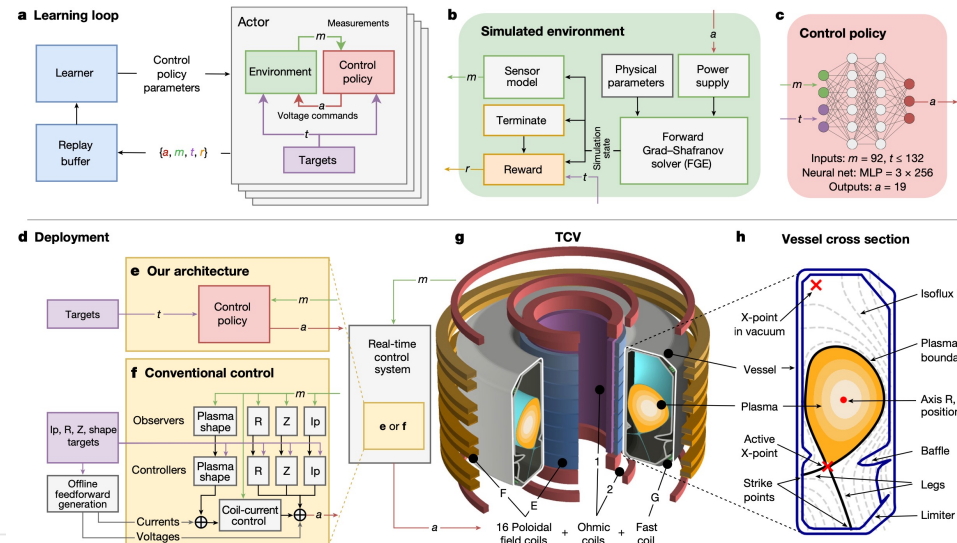 a Learning loop
Learner
Replay
buffer
Control
policy
parameters
{a, m, t, r}
Actor
Measurements
m
Environment
Control
policy
a
Voltage commands
t
Targets
b
Simulated environment
a
m
Sensor
model
Physical
parameters
Power
supply
Terminate
Simulation
state
Forward
Grad–Shafranov
solver (FGE)
r
Reward
t
c
Control policy
m
t
a
Inputs: m = 92, t ≤ 132
Neural net: MLP = 3 × 256
Outputs: a = 19
d Deployment
e Our architecture
Targets
t
Control
policy
m
a
f Conventional control
m
Observers
Plasma
shape
R
Z
Ip
Ip, R, Z, shape
targets
Controllers
Plasma
shape
R
Z
Ip
Offline
feedforward
generation
Coil-current
control
a
Currents
Voltages
m
Real-time
control
system
e or f
a
g
TCV
Vessel
Plasma
1
2
F
E
G
16 Poloidal
field coils
+
Ohmic
coils
+
Fast
coil
h
Vessel cross section
X-point
in vacuum
Isoflux
Plasma
Axis R,
Active
X-point
Baffle
Strike
points
Legs
Limiter